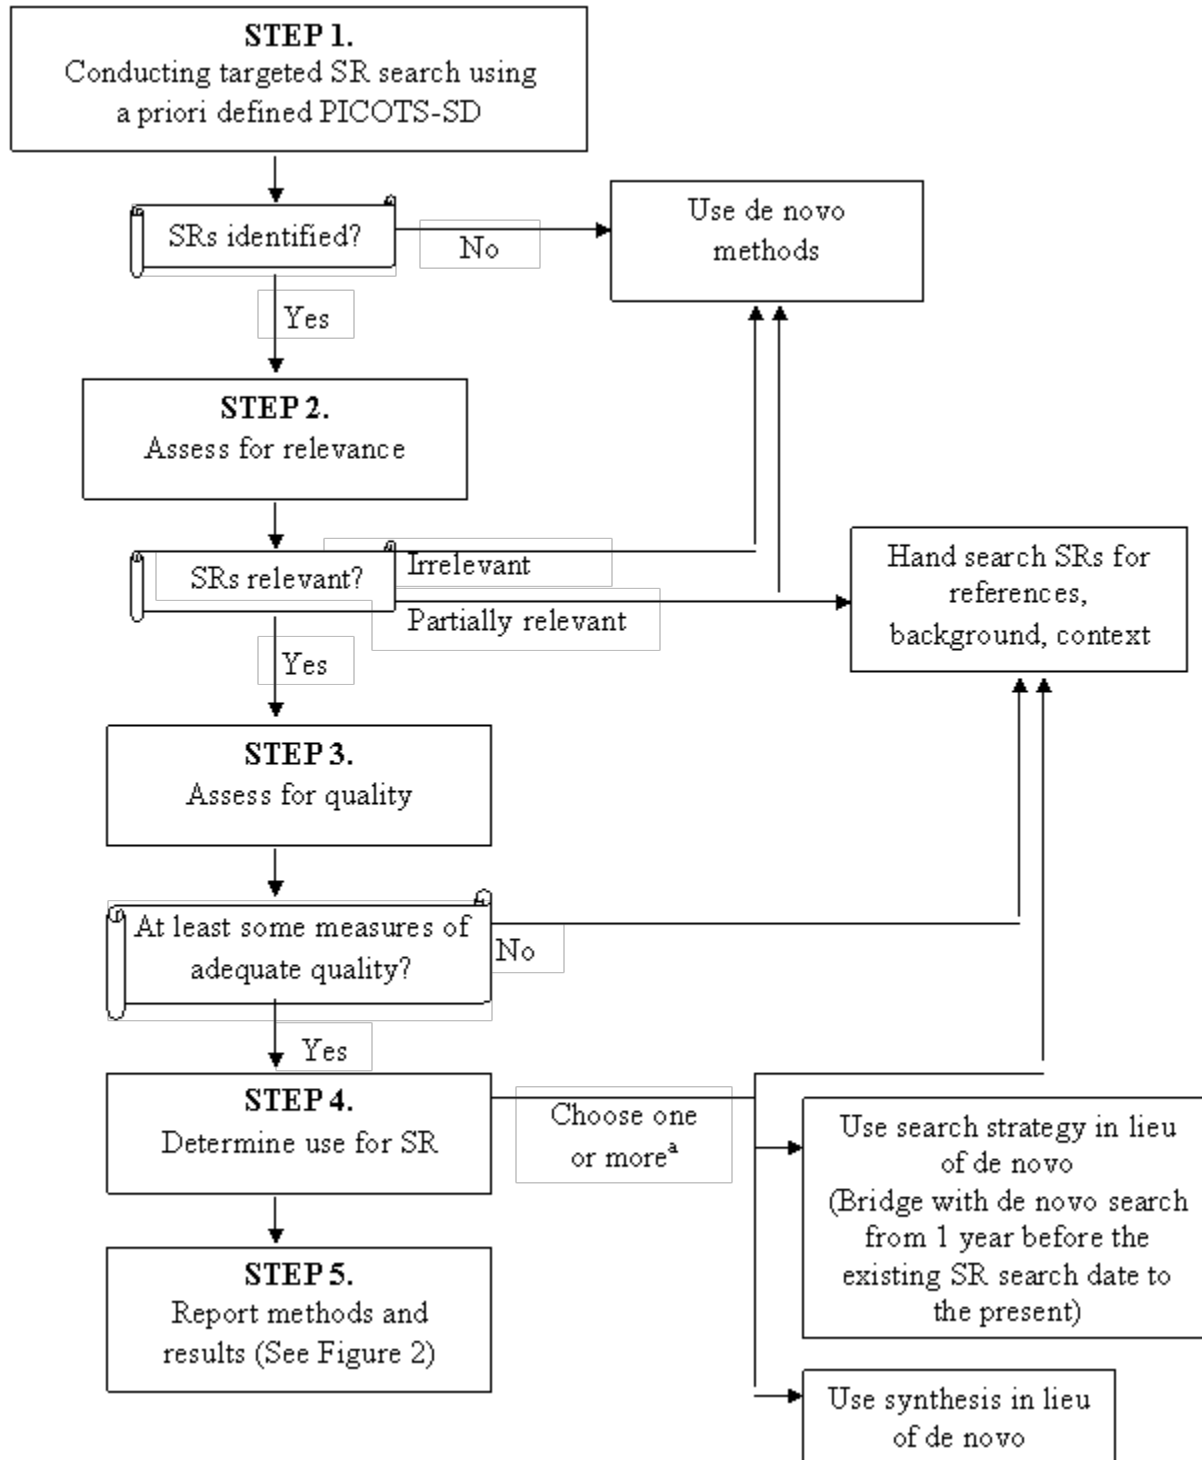 STEP 1.
Conducting targeted SR search using
a priori defined PICOTS-SD
SRs identified?
No
Use de novo
methods
Yes
STEP 2.
Assess for relevance
SRs relevant?
Irrelevant
Partially relevant
Hand search SRs for
references,
background, context
Yes
STEP 3.
Assess for quality
At least some measures of
adequate quality?
No
Yes
STEP 4.
Determine use for SR
Choose one
or moreᵃ
Use search strategy in lieu
of de novo
(Bridge with de novo search
from 1 year before the
existing SR search date to
the present)
STEP 5.
Report methods and
results (See Figure 2)
Use synthesis in lieu
of de novo